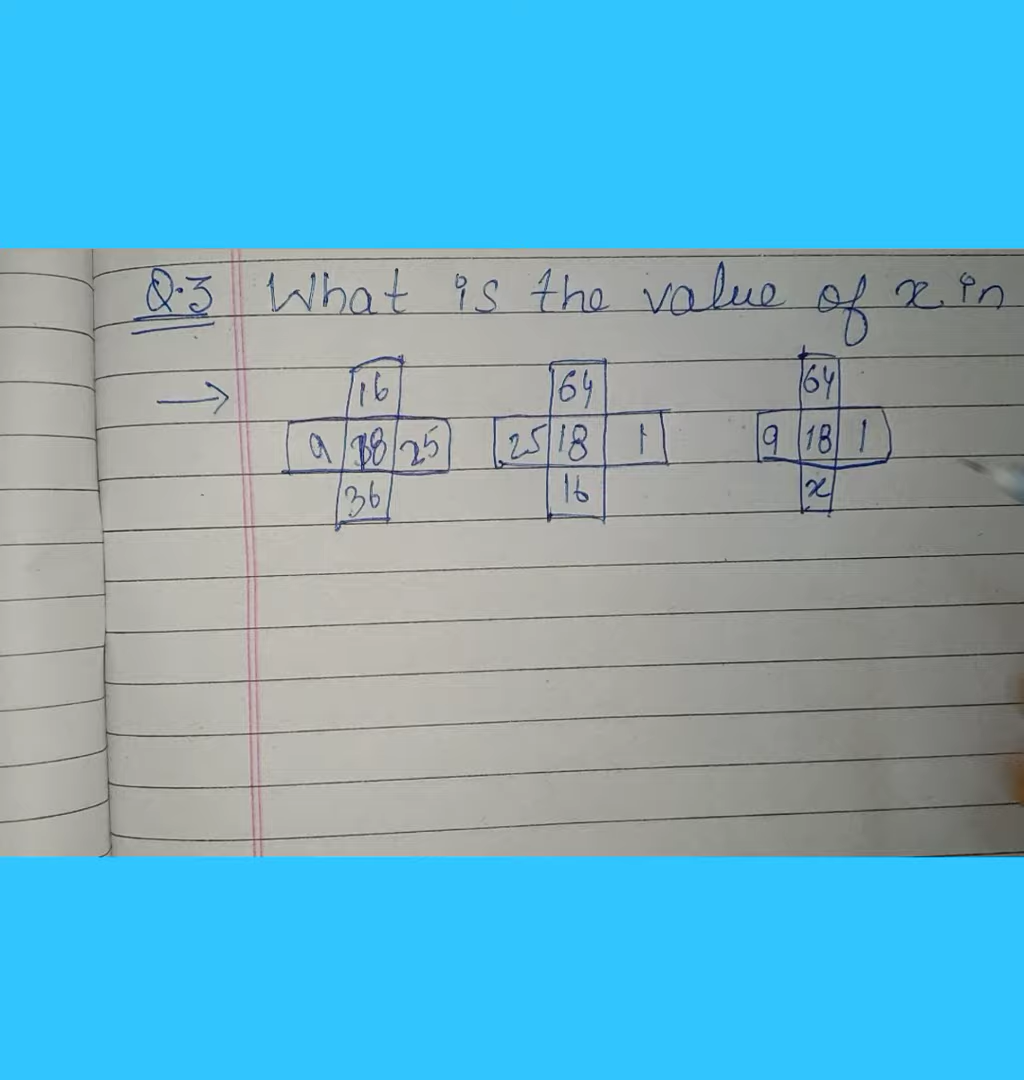 Q.3 What is the value of x in
→ 16 64 64
9 18 25 25 18 1 9 18 1
36 16 x